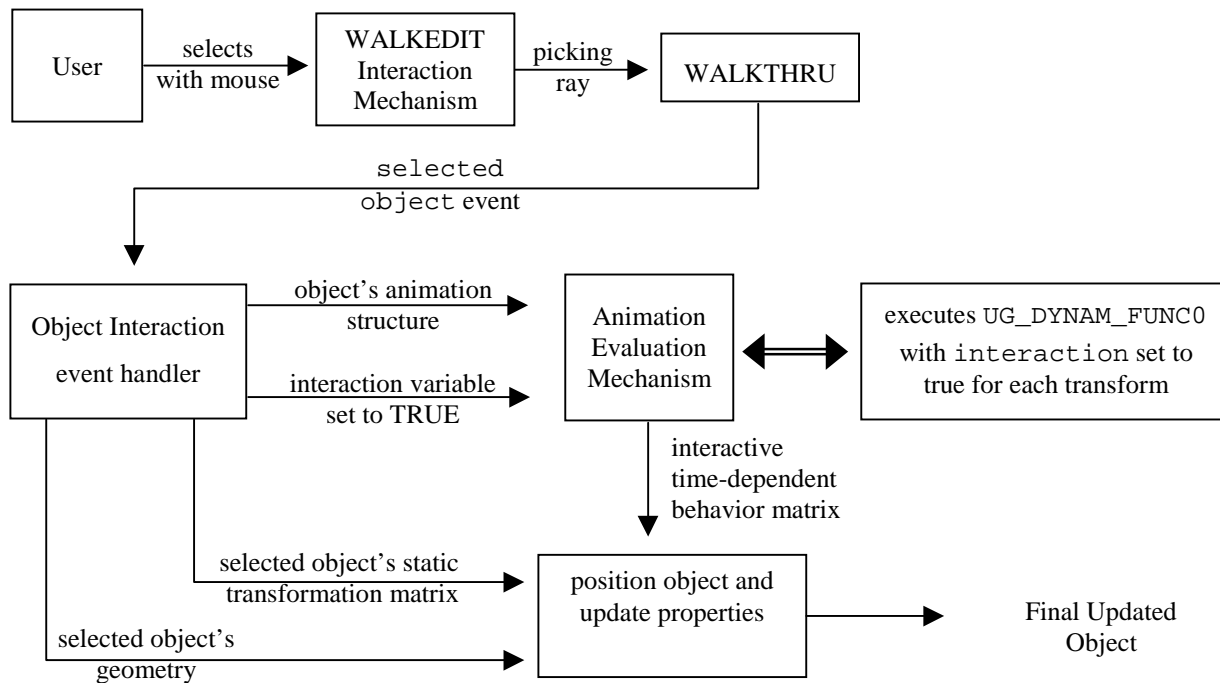 User
selects
with mouse
WALKEDIT
Interaction
Mechanism
picking
ray
WALKTHRU
selected
object event
Object Interaction
event handler
object’s animation
structure
interaction variable
set to TRUE
Animation
Evaluation
Mechanism
executes UG_DYNAM_FUNC0
with interaction set to
true for each transform
interactive
time-dependent
behavior matrix
selected object’s static
transformation matrix
selected object’s
geometry
position object and
update properties
Final Updated
Object